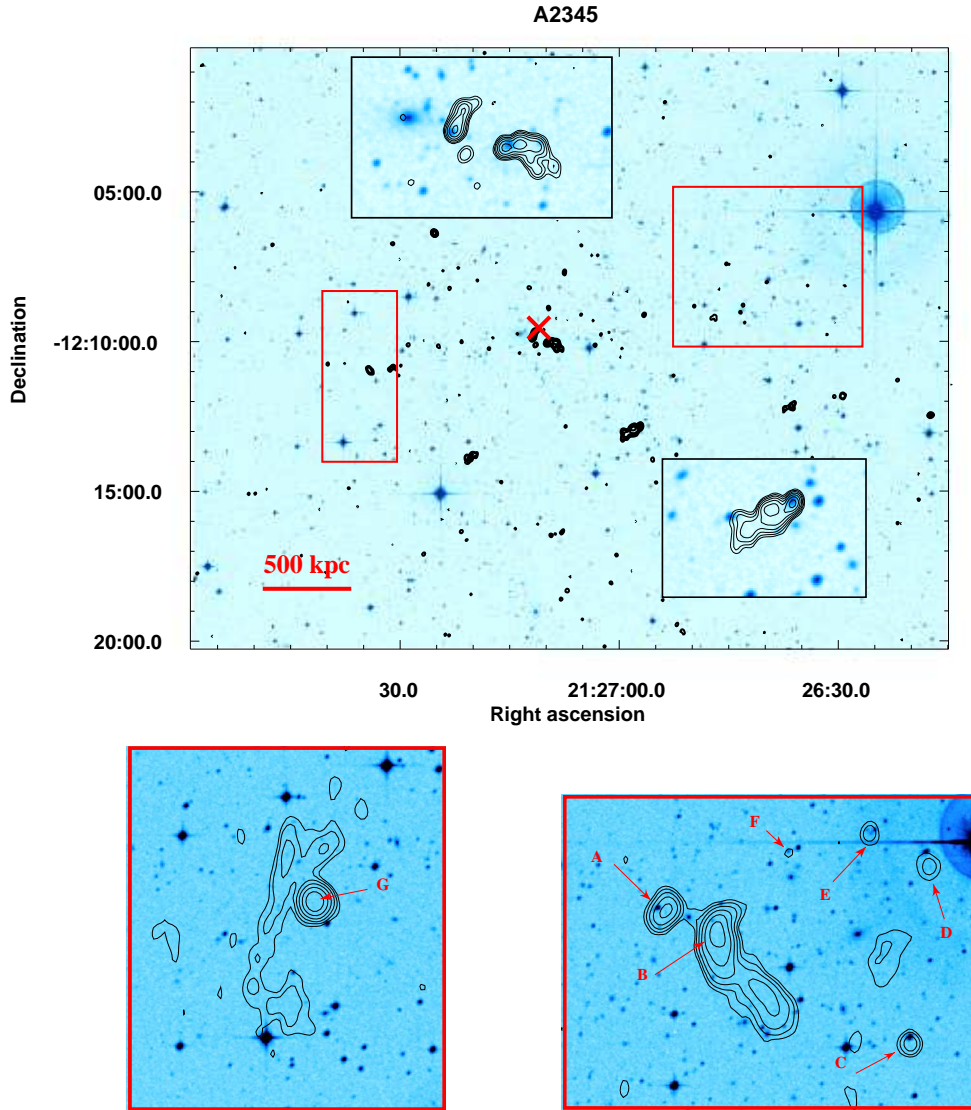 A2345
05:00.0
Declination
-12:10:00.0
15:00.0
500 kpc
20:00.0
30.0
21:27:00.0
26:30.0
Right ascension
G
F
A
E
D
B
C